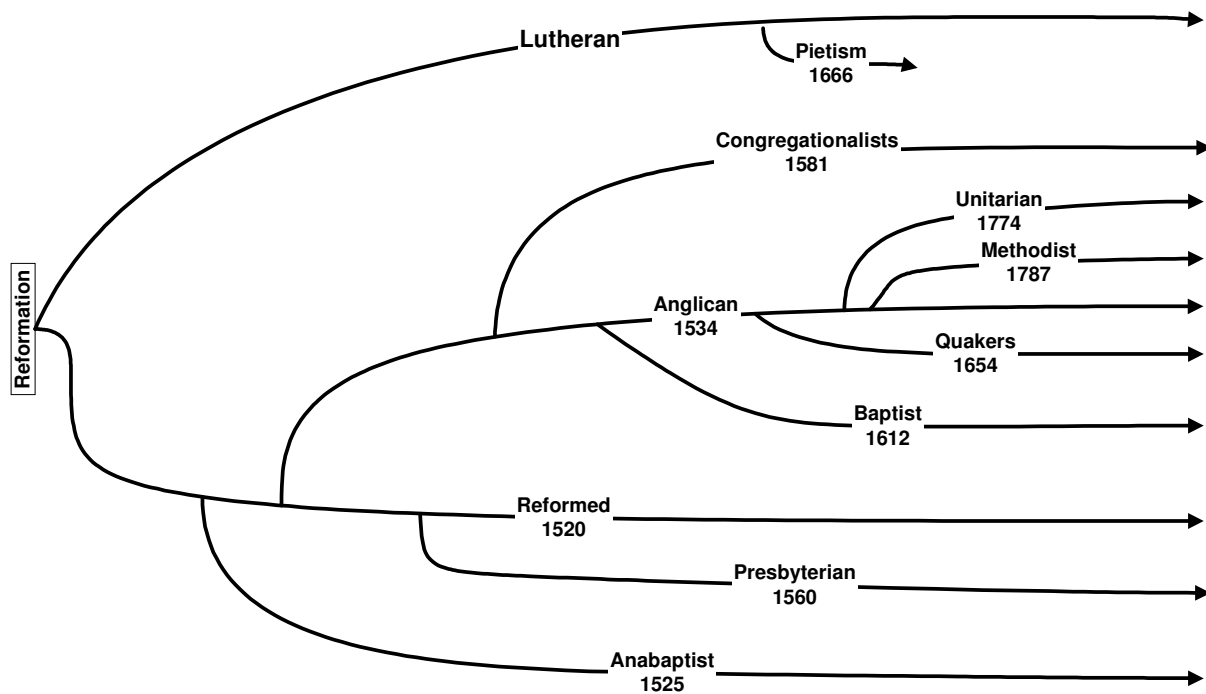 Lutheran
Pietism
1666
Congregationalists
1581
Unitarian
1774
Methodist
1787
Reformation
Anglican
1534
Quakers
1654
Baptist
1612
Reformed
1520
Presbyterian
1560
Anabaptist
1525